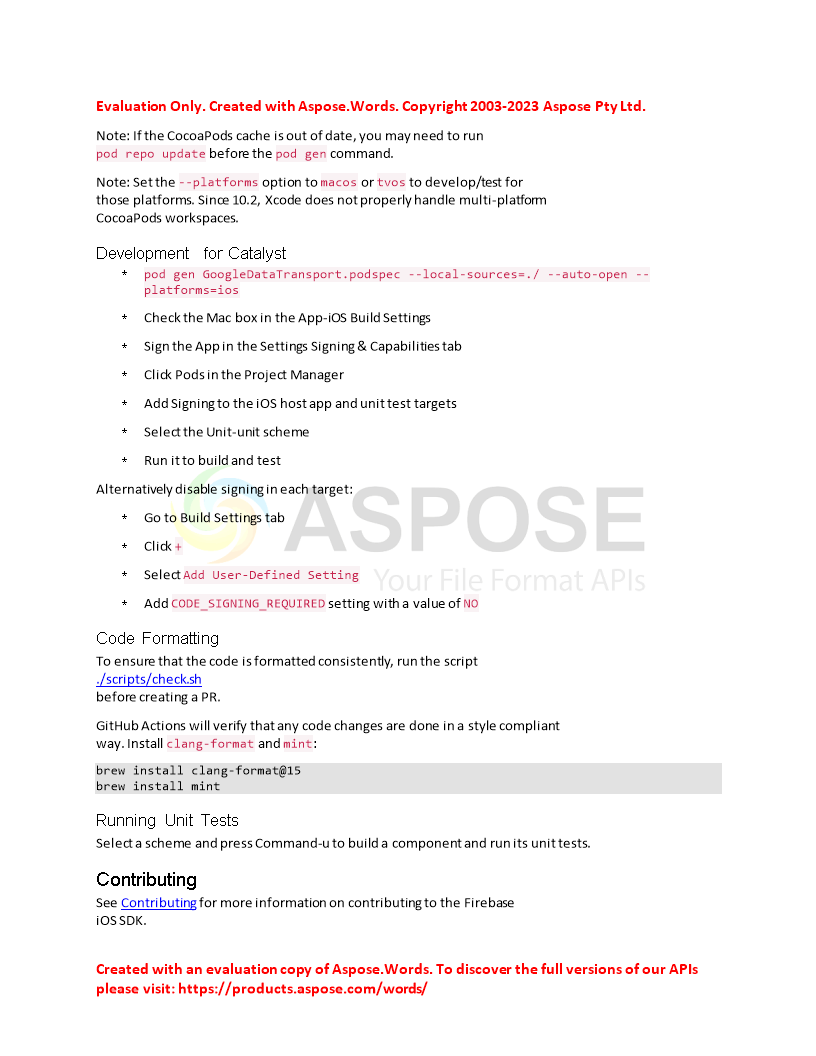 Evaluation Only. Created with Aspose.Words. Copyright 2003-2023 Aspose Pty Ltd.
Note: If the CocoaPods cache is out of date, you may need to run
pod repo update before the pod gen command.
Note: Set the --platforms option to macos or tvos to develop/test for
those platforms. Since 10.2, Xcode does not properly handle multi-platform
CocoaPods workspaces.
Development for Catalyst
* pod gen GoogleDataTransport.podspec --local-sources=./ --auto-open --
platforms=ios
* Check the Mac box in the App-iOS Build Settings
* Sign the App in the Settings Signing & Capabilities tab
* Click Pods in the Project Manager
* Add Signing to the iOS host app and unit test targets
* Select the Unit-unit scheme
* Run it to build and test
Alternatively disable signing in each target:
* Go to Build Settings tab
* Click +
* Select Add User-Defined Setting
* Add CODE_SIGNING_REQUIRED setting with a value of NO
ASPOSE
Your File Format APIs
Code Formatting
To ensure that the code is formatted consistently, run the script
./scripts/check.sh
before creating a PR.
GitHub Actions will verify that any code changes are done in a style compliant
way. Install clang-format and mint:
brew install clang-format@15
brew install mint
Running Unit Tests
Select a scheme and press Command-u to build a component and run its unit tests.
Contributing
See Contributing for more information on contributing to the Firebase
iOS SDK.
Created with an evaluation copy of Aspose.Words. To discover the full versions of our APIs
please visit: https://products.aspose.com/words/